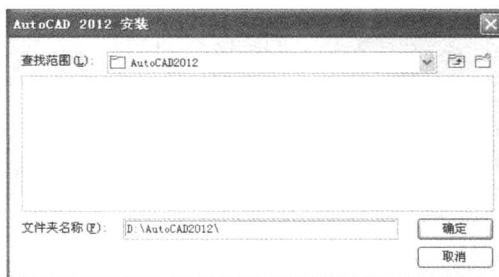 AutoCAD 2012 安装
查找范围(L): AutoCAD2012
文件夹名称(F): D:\AutoCAD2012\
确定
取消